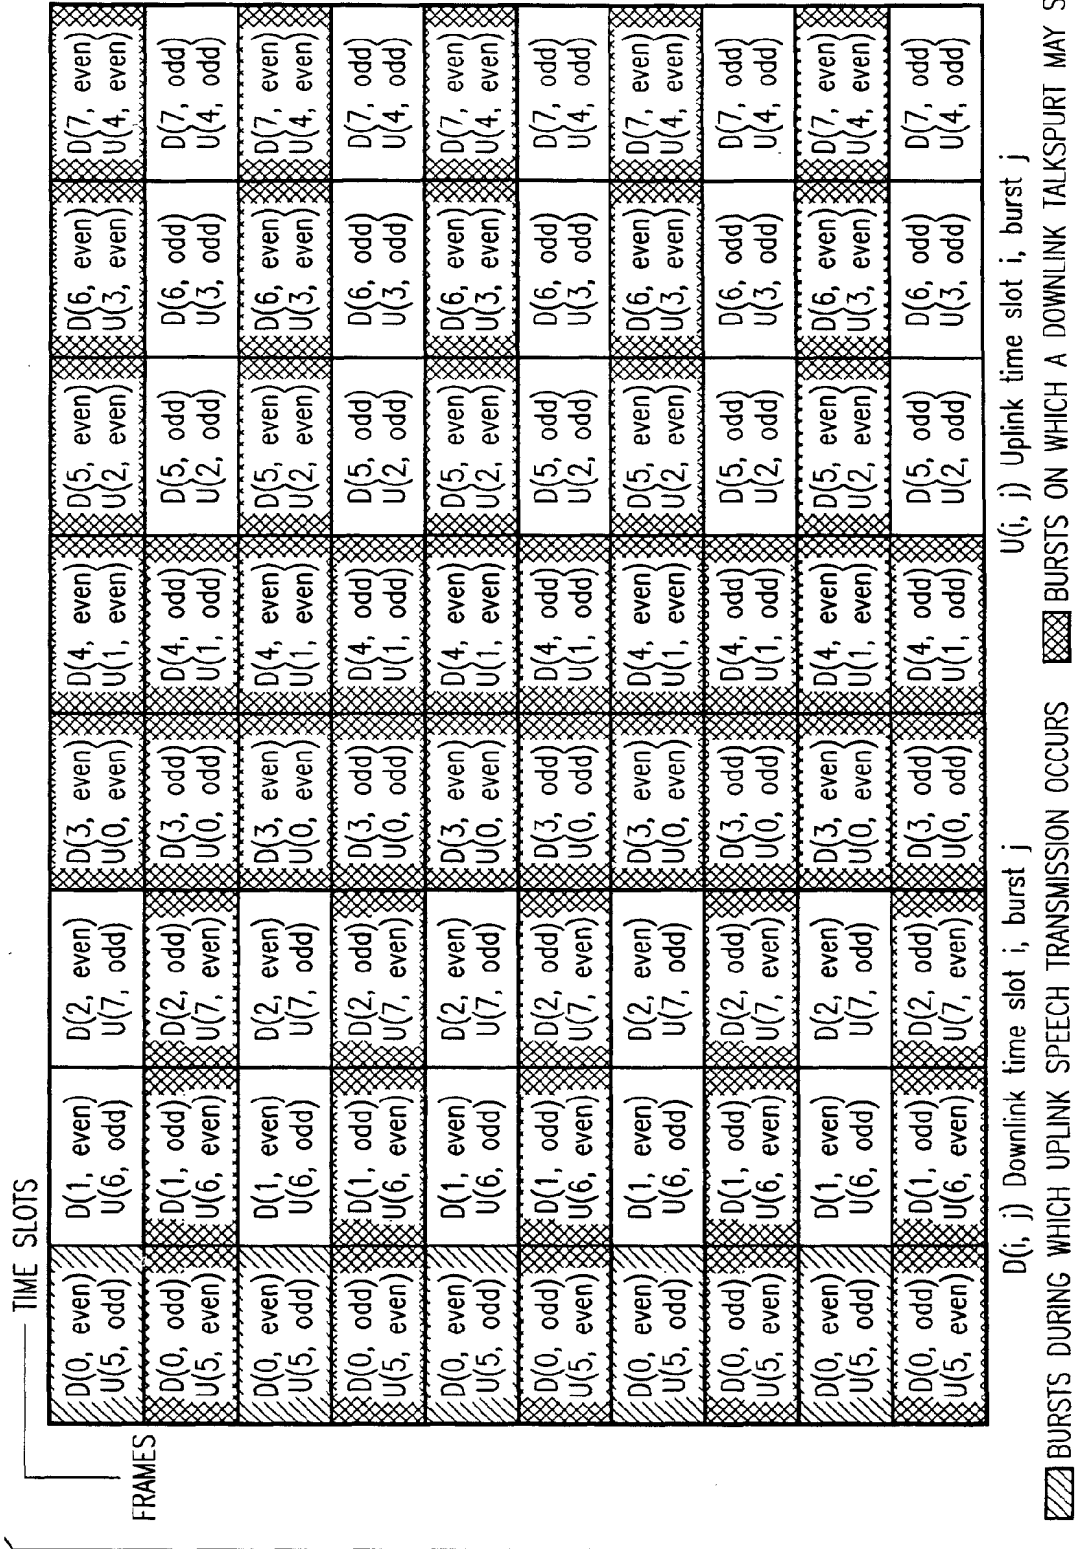 TIME SLOTS
FRAMES
D(0, even) D(1, even) D(2, even) D(3, even) D(4, even) D(5, even) D(6, even) D(7, even)
U(5, odd) U(6, odd) U(7, odd) U(0, even) U(1, even) U(2, even) U(3, even) U(4, even)
D(0, odd) D(1, odd) D(2, odd) D(3, odd) D(4, odd) D(5, odd) D(6, odd) D(7, odd)
U(5, even) U(6, even) U(7, even) U(0, odd) U(1, odd) U(2, odd) U(3, odd) U(4, odd)
D(0, even) D(1, even) D(2, even) D(3, even) D(4, even) D(5, even) D(6, even) D(7, even)
U(5, odd) U(6, odd) U(7, odd) U(0, even) U(1, even) U(2, even) U(3, even) U(4, even)
D(0, odd) D(1, odd) D(2, odd) D(3, odd) D(4, odd) D(5, odd) D(6, odd) D(7, odd)
U(5, even) U(6, even) U(7, even) U(0, odd) U(1, odd) U(2, odd) U(3, odd) U(4, odd)
D(0, even) D(1, even) D(2, even) D(3, even) D(4, even) D(5, even) D(6, even) D(7, even)
U(5, odd) U(6, odd) U(7, odd) U(0, even) U(1, even) U(2, even) U(3, even) U(4, even)
D(0, odd) D(1, odd) D(2, odd) D(3, odd) D(4, odd) D(5, odd) D(6, odd) D(7, odd)
U(5, even) U(6, even) U(7, even) U(0, odd) U(1, odd) U(2, odd) U(3, odd) U(4, odd)
D(0, even) D(1, even) D(2, even) D(3, even) D(4, even) D(5, even) D(6, even) D(7, even)
U(5, odd) U(6, odd) U(7, odd) U(0, even) U(1, even) U(2, even) U(3, even) U(4, even)
D(0, odd) D(1, odd) D(2, odd) D(3, odd) D(4, odd) D(5, odd) D(6, odd) D(7, odd)
U(5, even) U(6, even) U(7, even) U(0, odd) U(1, odd) U(2, odd) U(3, odd) U(4, odd)
D(0, even) D(1, even) D(2, even) D(3, even) D(4, even) D(5, even) D(6, even) D(7, even)
U(5, odd) U(6, odd) U(7, odd) U(0, even) U(1, even) U(2, even) U(3, even) U(4, even)
D(0, odd) D(1, odd) D(2, odd) D(3, odd) D(4, odd) D(5, odd) D(6, odd) D(7, odd)
U(5, even) U(6, even) U(7, even) U(0, odd) U(1, odd) U(2, odd) U(3, odd) U(4, odd)
D(i, j) Downlink time slot i, burst j U(i, j) Uplink time slot i, burst j
BURSTS DURING WHICH UPLINK SPEECH TRANSMISSION OCCURS BURSTS ON WHICH A DOWNLINK TALKSPURT MAY